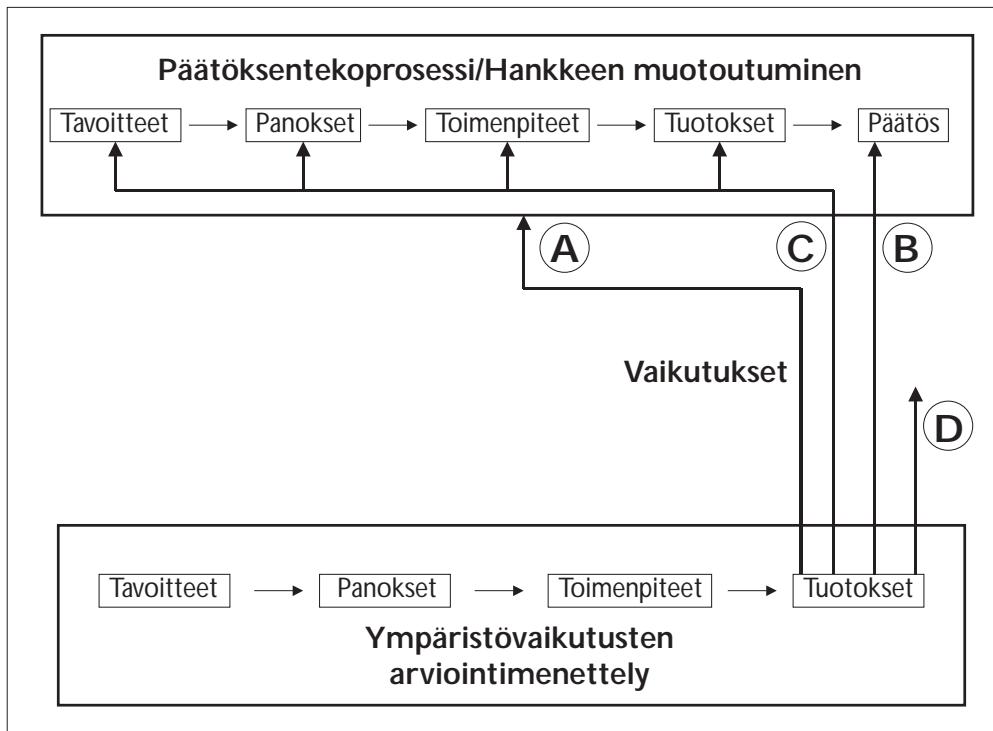 Päätöksentekoprosessi/Hankkeen muotoutuminen
Tavoitteet Panokset Toimenpiteet Tuotokset Päätös
A C B
Vaikutukset
D
Tavoitteet Panokset Toimenpiteet Tuotokset
Ympäristövaikutusten
arviointimenettely